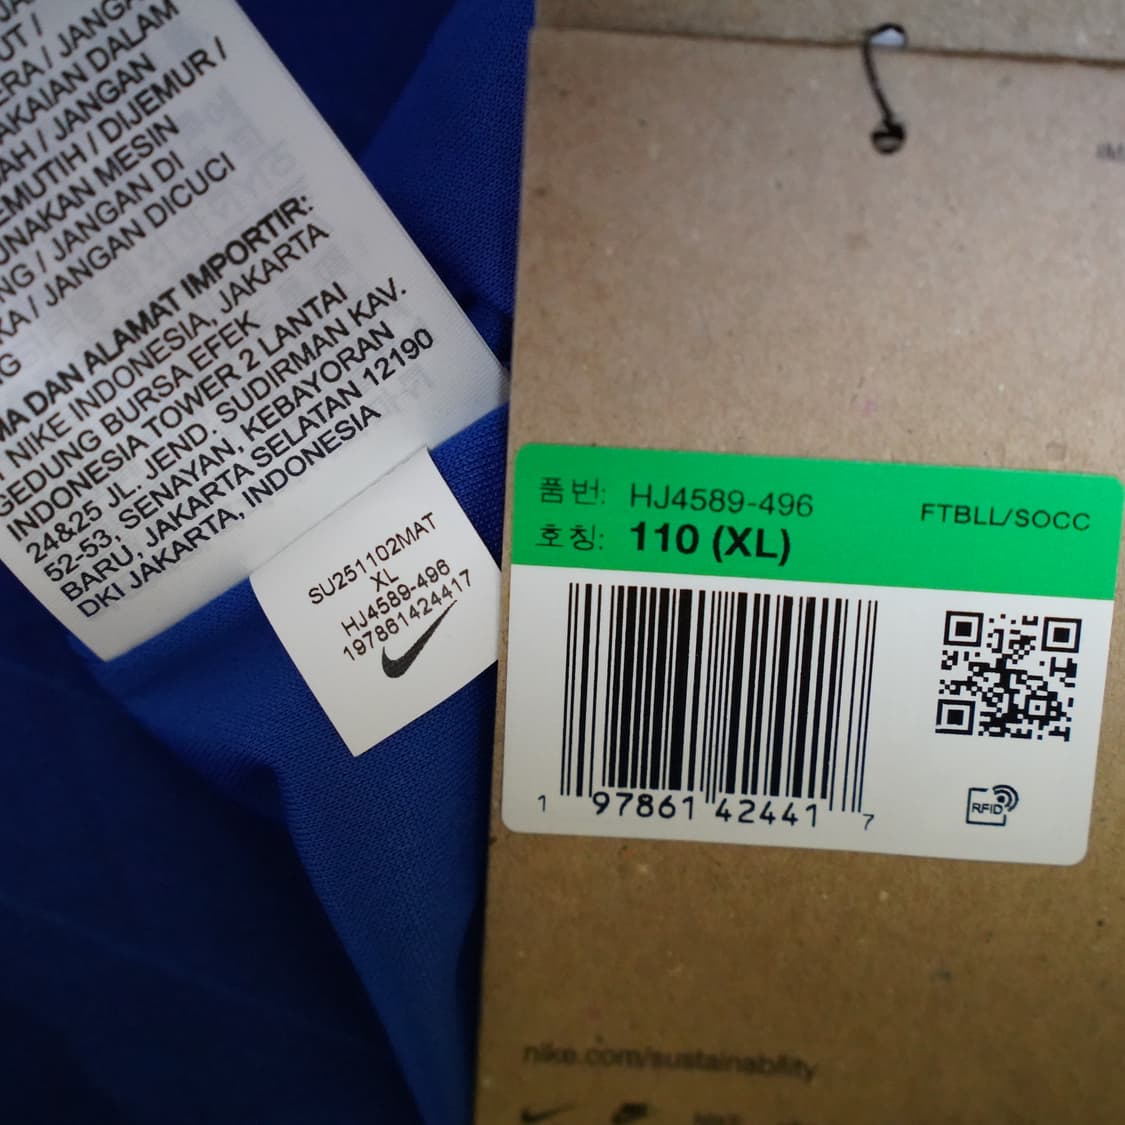 UT /
ERA / JANGA
AKAIAN DALAM
AH / JANGAN
EMUTIH / DIJEMUR /
UNAKAN MESIN
NG / JANGAN DI
KA / JANGAN DICUCI
NG
MA DAN ALAMAT IMPORTIR:
NIKE INDONESIA, JAKARTA
GEDUNG BURSA EFEK
INDONESIA TOWER 2 LANTAI
24&25 JL. JEND. SUDIRMAN KAV.
52-53, SENAYAN, KEBAYORAN
BARU, JAKARTA SELATAN 12190
DKI JAKARTA, INDONESIA
SU251102MAT
XL
HJ4589-496
197861424417
품번: HJ4589-496
FTBLL/SOCC
호칭: 110 (XL)
1 97861 42441 7
RFID
nike.com/sustainability